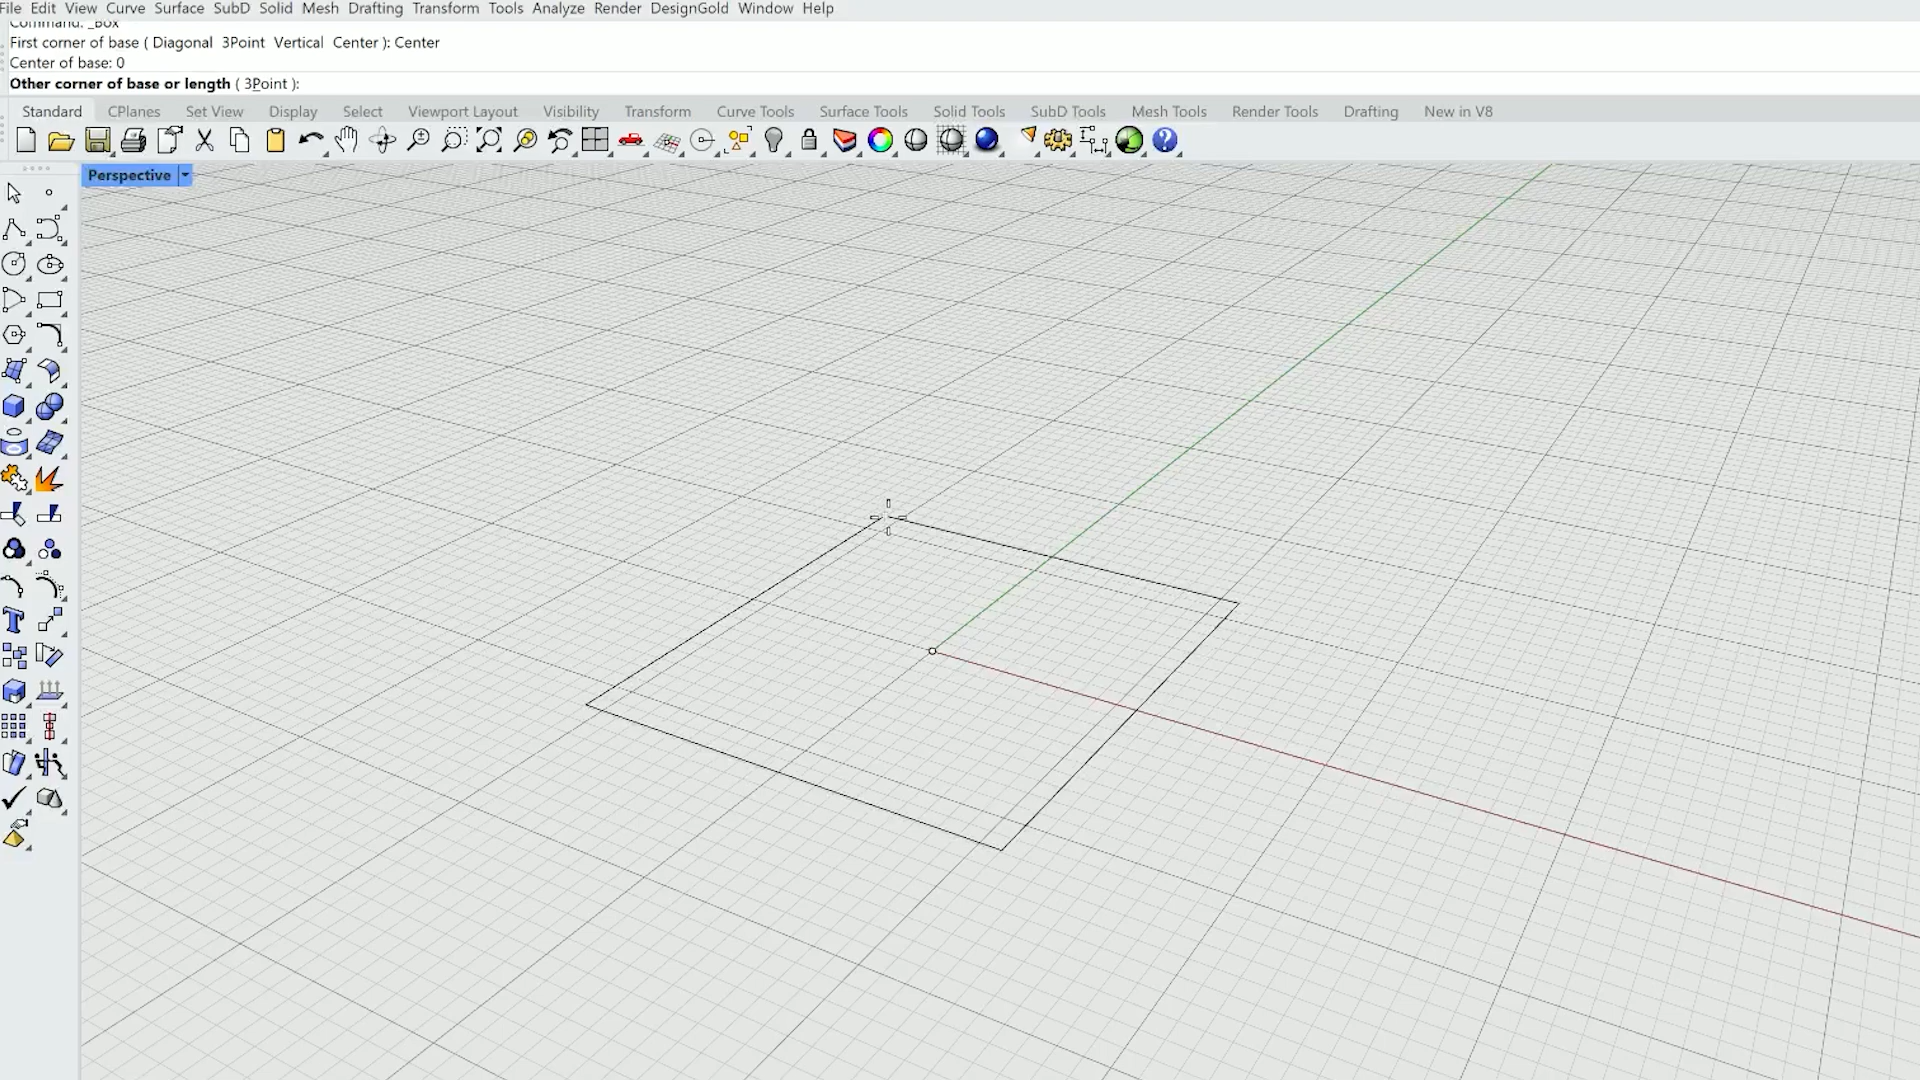 File Edit View Curve Surface SubD Solid Mesh Drafting Transform Tools Analyze Render DesignGold Window Help
Command: _Box
First corner of base ( Diagonal 3Point Vertical Center ): Center
Center of base: 0
Other corner of base or length ( 3Point ):
Standard CPlanes Set View Display Select Viewport Layout Visibility Transform Curve Tools Surface Tools Solid Tools SubD Tools Mesh Tools Render Tools Drafting New in V8
Perspective